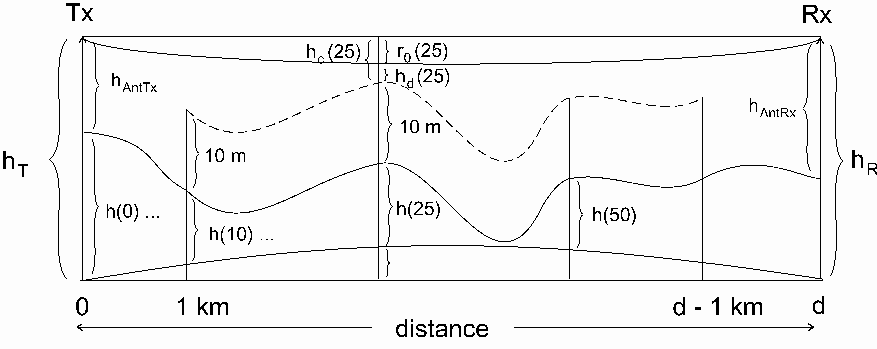 Tx Rx
h_c(25) r_0(25)
h_d(25)
h_AntTx h_AntRx
10 m
10 m
h_T h_R
h(0) ... h(25) h(50)
h(10) ...
0 1 km d - 1 km d
distance